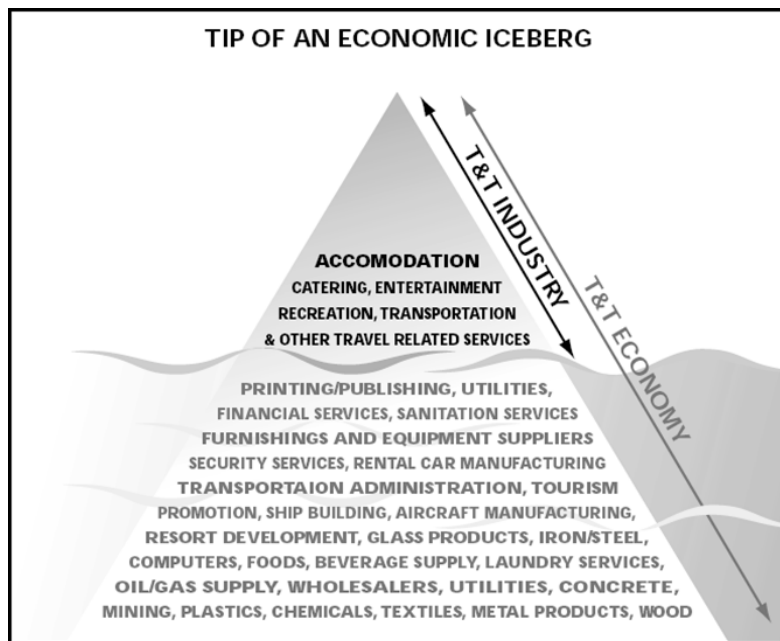 TIP OF AN ECONOMIC ICEBERG
T&T INDUSTRY
T&T ECONOMY
ACCOMODATION
CATERING, ENTERTAINMENT
RECREATION, TRANSPORTATION
& OTHER TRAVEL RELATED SERVICES
PRINTING/PUBLISHING, UTILITIES,
FINANCIAL SERVICES, SANITATION SERVICES
FURNISHINGS AND EQUIPMENT SUPPLIERS
SECURITY SERVICES, RENTAL CAR MANUFACTURING
TRANSPORTAION ADMINISTRATION, TOURISM
PROMOTION, SHIP BUILDING, AIRCRAFT MANUFACTURING,
RESORT DEVELOPMENT, GLASS PRODUCTS, IRON/STEEL,
COMPUTERS, FOODS, BEVERAGE SUPPLY, LAUNDRY SERVICES,
OIL/GAS SUPPLY, WHOLESALERS, UTILITIES, CONCRETE,
MINING, PLASTICS, CHEMICALS, TEXTILES, METAL PRODUCTS, WOOD